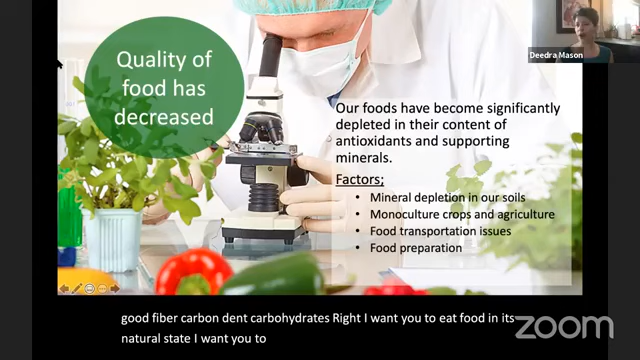 Quality of
food has
decreased
Deedra Mason
Our foods have become significantly
depleted in their content of
antioxidants and supporting
minerals.
Factors;
• Mineral depletion in our soils
• Monoculture crops and agriculture
• Food transportation issues
• Food preparation
good fiber carbon dent carbohydrates Right I want you to eat food in its
natural state I want you to
zoom